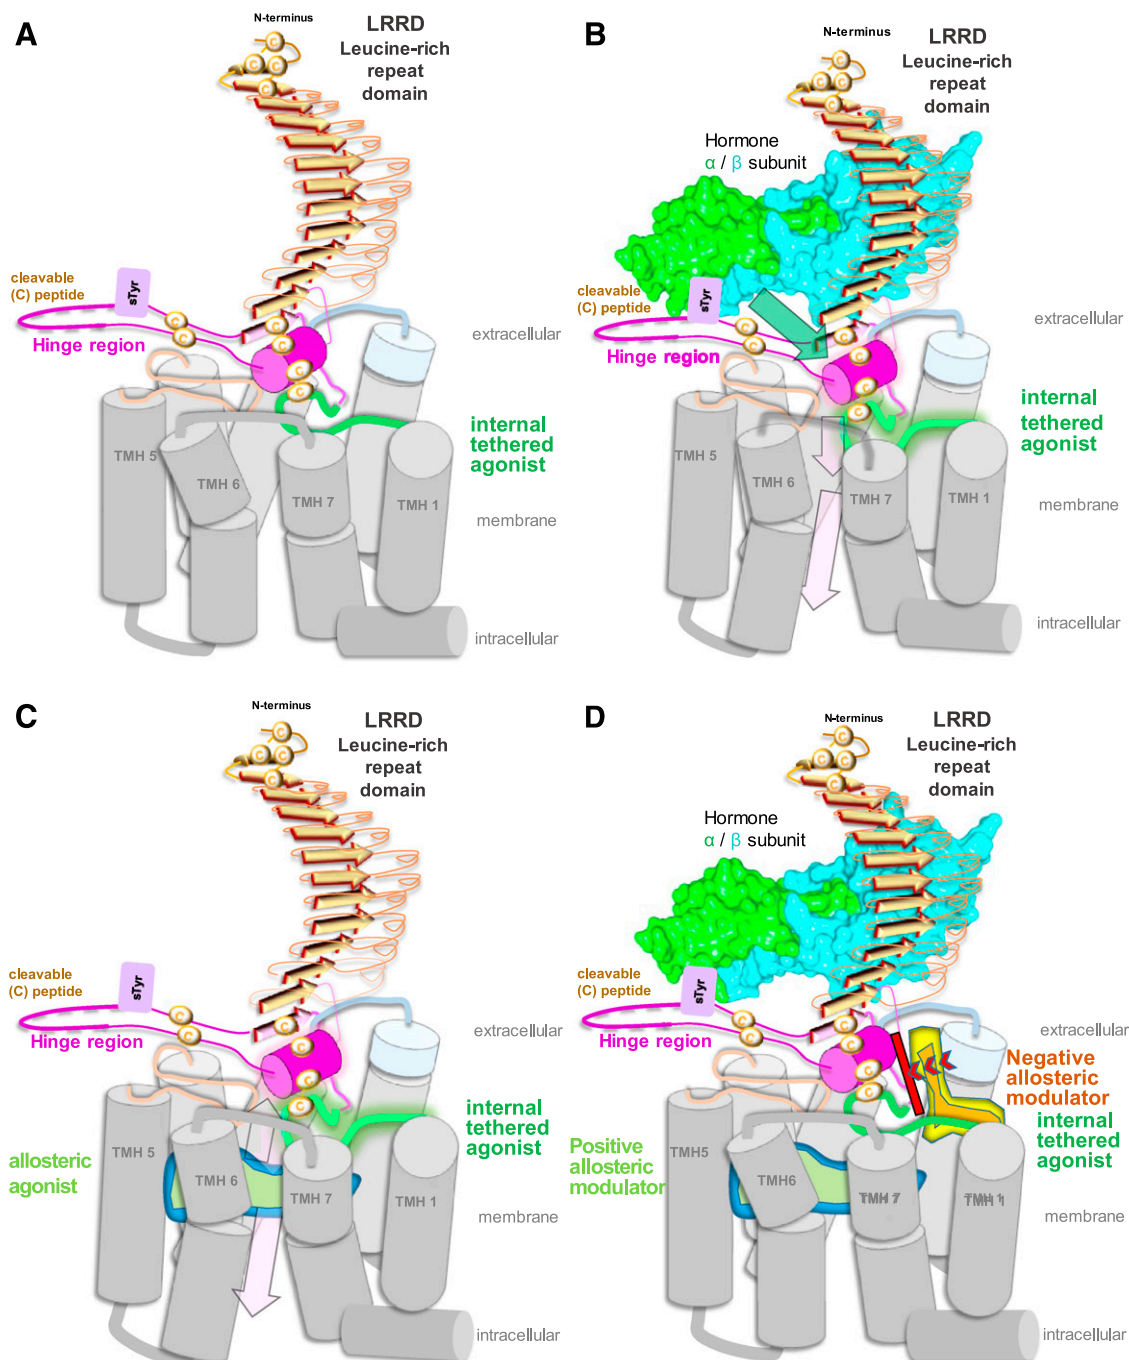 A
N-terminus
LRRD
Leucine-rich
repeat
domain
C
C
C
C
cleavable
(C) peptide
sTyr
C
C
C
C
C
C
Hinge region
extracellular
internal
tethered
agonist
TMH 5
TMH 6
TMH 7
TMH 1
membrane
intracellular
B
N-terminus
LRRD
Leucine-rich
repeat
domain
C
C
C
C
Hormone
α / β subunit
cleavable
(C) peptide
sTyr
C
C
C
C
C
C
Hinge region
extracellular
internal
tethered
agonist
TMH 5
TMH 6
TMH 7
TMH 1
membrane
intracellular
C
N-terminus
LRRD
Leucine-rich
repeat
domain
C
C
C
C
cleavable
(C) peptide
sTyr
C
C
C
C
C
C
Hinge region
extracellular
internal
tethered
agonist
allosteric
agonist
TMH 5
TMH 6
TMH 7
TMH 1
membrane
intracellular
D
N-terminus
LRRD
Leucine-rich
repeat
domain
C
C
C
C
Hormone
α / β subunit
cleavable
(C) peptide
sTyr
C
C
C
C
C
C
Hinge region
extracellular
Negative
allosteric
modulator
internal
tethered
agonist
Positive
allosteric
modulator
TMH5
TMH6
TMH 7
TMH 1
membrane
intracellular